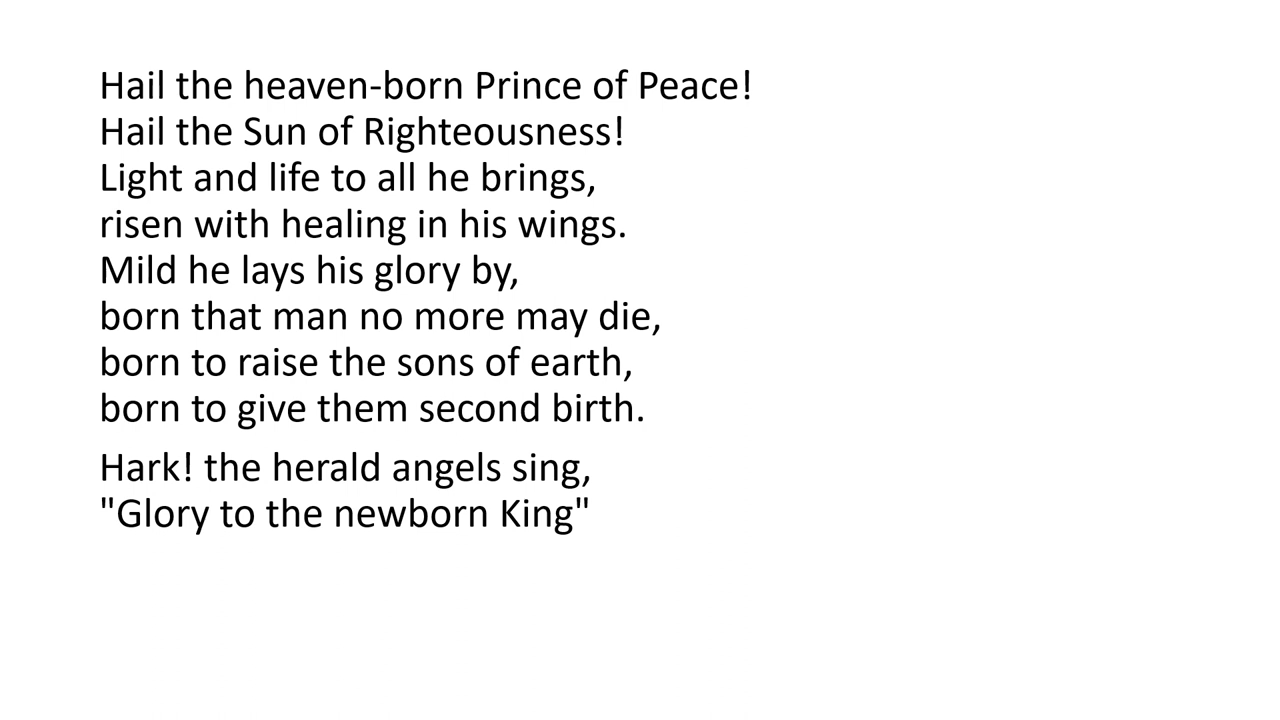 Hail the heaven-born Prince of Peace!
Hail the Sun of Righteousness!
Light and life to all he brings,
risen with healing in his wings.
Mild he lays his glory by,
born that man no more may die,
born to raise the sons of earth,
born to give them second birth.
Hark! the herald angels sing,
"Glory to the newborn King"